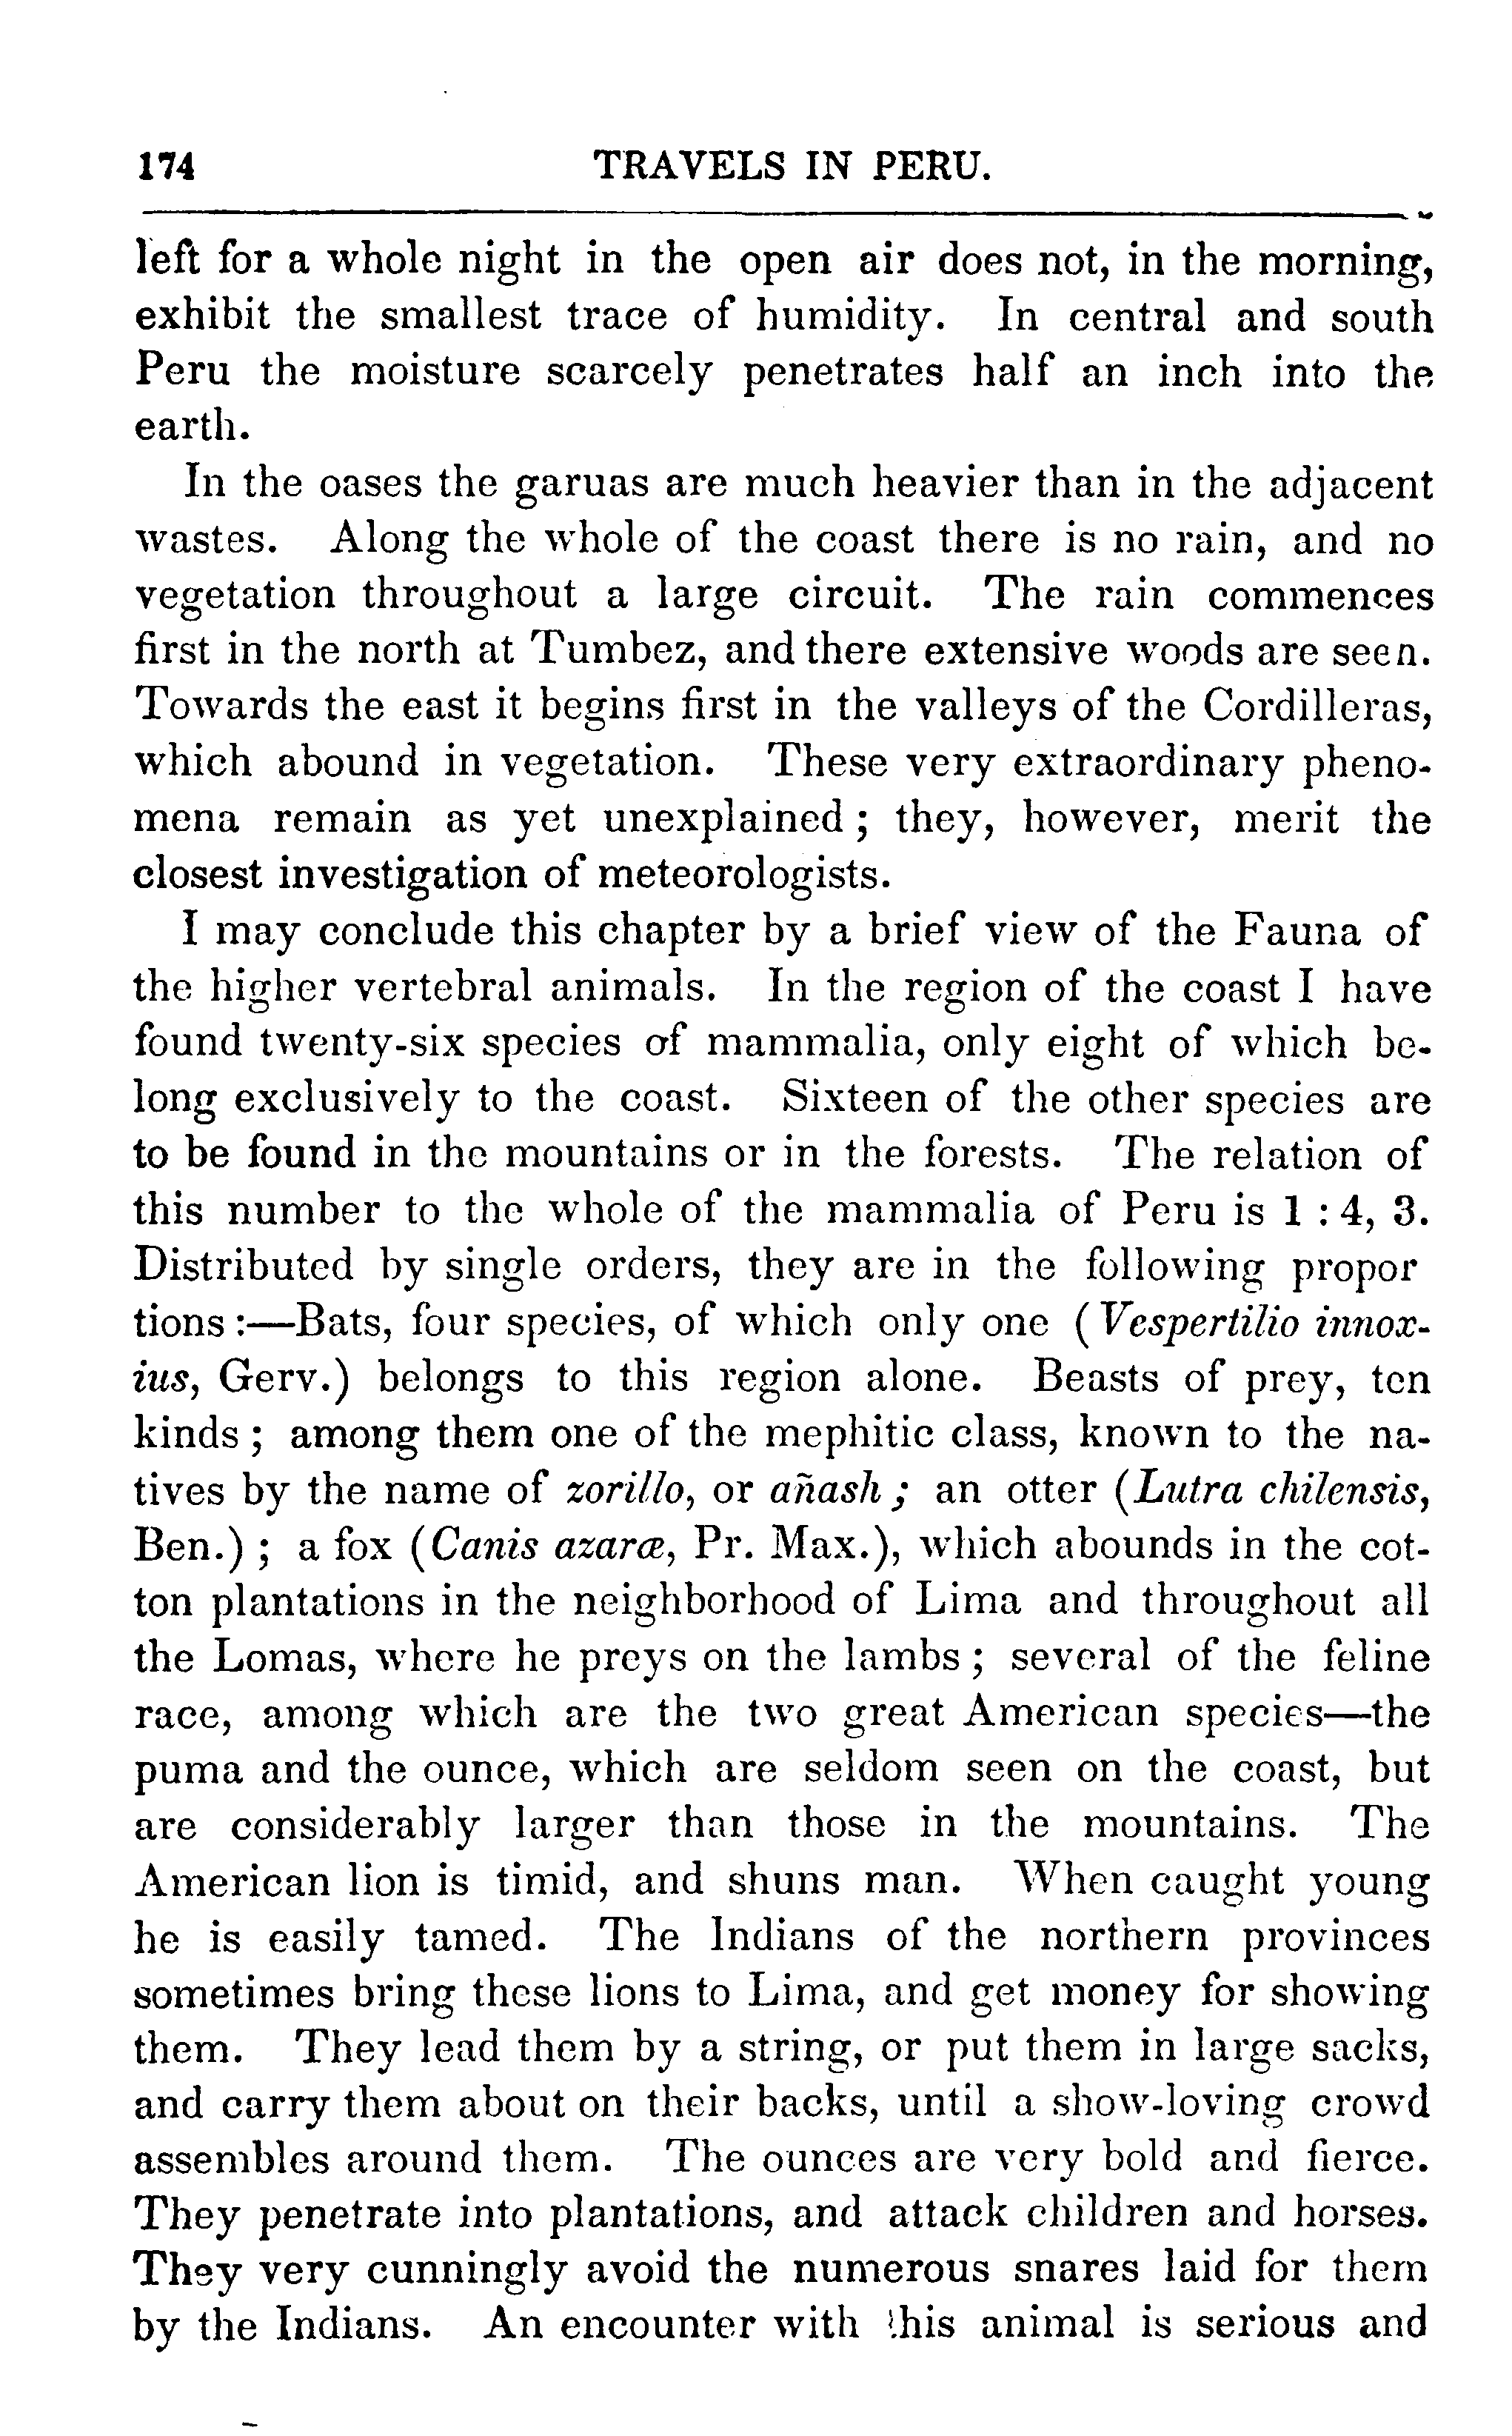 174 TRAVELS IN PERU.
left for a whole night in the open air does not, in the morning,
exhibit the smallest trace of humidity. In central and south
Peru the moisture scarcely penetrates half an inch into the
earth.
In the oases the garuas are much heavier than in the adjacent
wastes. Along the whole of the coast there is no rain, and no
vegetation throughout a large circuit. The rain commences
first in the north at Tumbez, and there extensive woods are seen.
Towards the east it begins first in the valleys of the Cordilleras,
which abound in vegetation. These very extraordinary pheno-
mena remain as yet unexplained; they, however, merit the
closest investigation of meteorologists.
I may conclude this chapter by a brief view of the Fauna of
the higher vertebral animals. In the region of the coast I have
found twenty-six species of mammalia, only eight of which be-
long exclusively to the coast. Sixteen of the other species are
to be found in the mountains or in the forests. The relation of
this number to the whole of the mammalia of Peru is 1 : 4, 3.
Distributed by single orders, they are in the following propor
tions:—Bats, four species, of which only one (Vespertilio innox-
ius, Gerv.) belongs to this region alone. Beasts of prey, ten
kinds; among them one of the mephitic class, known to the na-
tives by the name of zorillo, or añash; an otter (Lutra chilensis,
Ben.); a fox (Canis azaræ, Pr. Max.), which abounds in the cot-
ton plantations in the neighborhood of Lima and throughout all
the Lomas, where he preys on the lambs; several of the feline
race, among which are the two great American species—the
puma and the ounce, which are seldom seen on the coast, but
are considerably larger than those in the mountains. The
American lion is timid, and shuns man. When caught young
he is easily tamed. The Indians of the northern provinces
sometimes bring these lions to Lima, and get money for showing
them. They lead them by a string, or put them in large sacks,
and carry them about on their backs, until a show-loving crowd
assembles around them. The ounces are very bold and fierce.
They penetrate into plantations, and attack children and horses.
They very cunningly avoid the numerous snares laid for them
by the Indians. An encounter with this animal is serious and